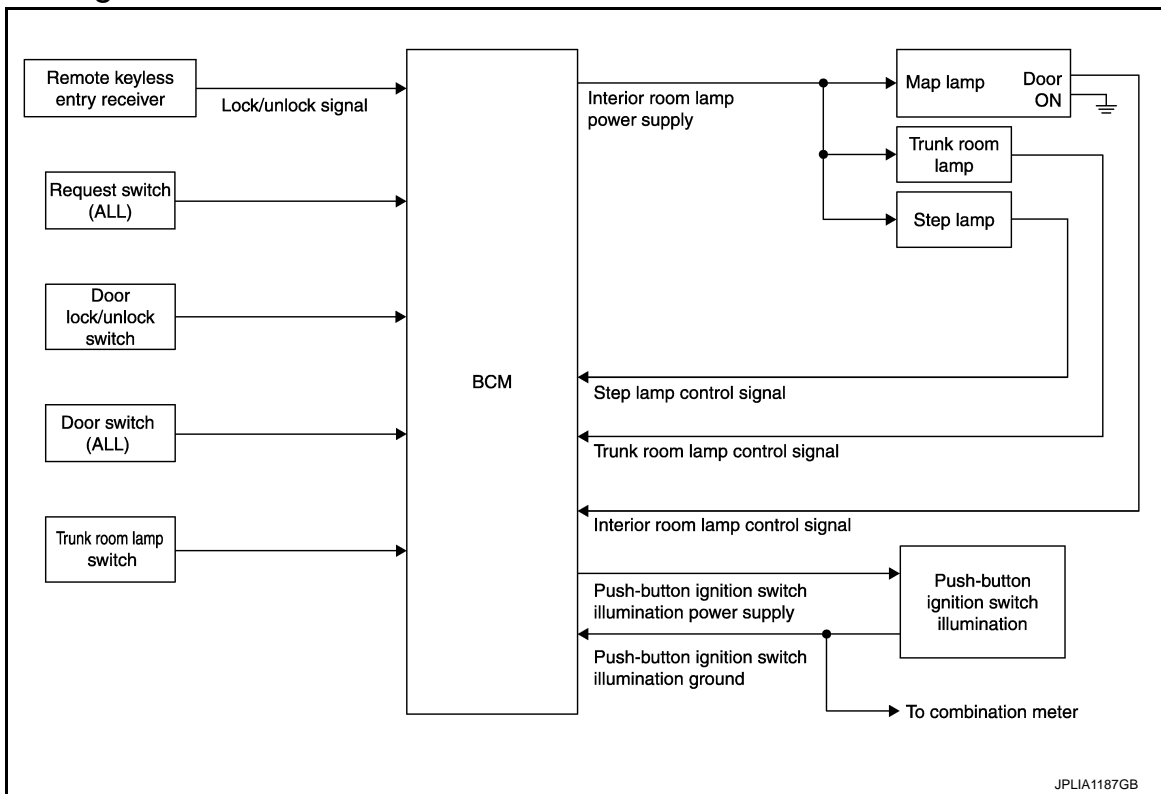 Remote keyless
entry receiver
Lock/unlock signal
Request switch
(ALL)
Door
lock/unlock
switch
Door switch
(ALL)
Trunk room lamp
switch
BCM
Interior room lamp
power supply
Map lamp
Door
ON
Trunk room
lamp
Step lamp
Step lamp control signal
Trunk room lamp control signal
Interior room lamp control signal
Push-button ignition switch
illumination power supply
Push-button
ignition switch
illumination
Push-button ignition switch
illumination ground
To combination meter
JPLIA1187GB